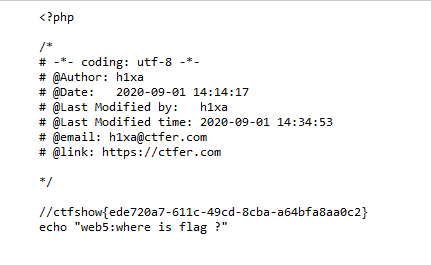 <?php
/*
# -*- coding: utf-8 -*-
# @Author: h1xa
# @Date:   2020-09-01 14:14:17
# @Last Modified by:   h1xa
# @Last Modified time: 2020-09-01 14:34:53
# @email: h1xa@ctfer.com
# @link: https://ctfer.com
*/
//ctfshow{ede720a7-611c-49cd-8cba-a64bfa8aa0c2}
echo "web5:where is flag ?"